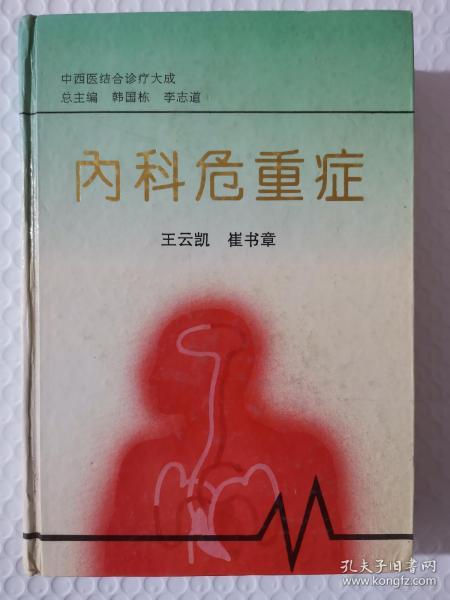 中西医结合诊疗大成
总主编 韩国栋 李志道
内科危重症
王云凯 崔书章
孔夫子旧书网
www.kongfz.com